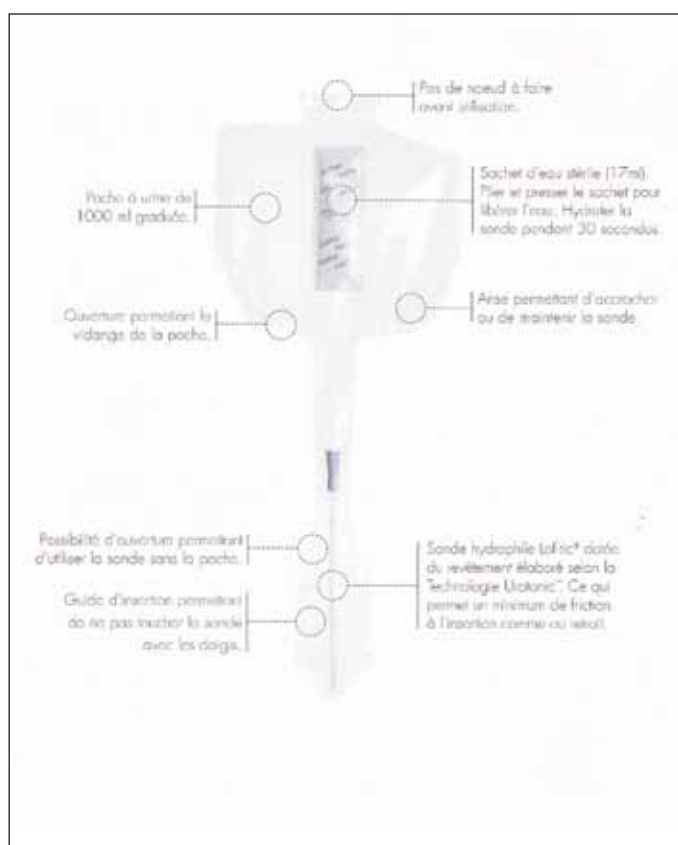 Pas de noeud à faire
avant utilisation.
Sachet d'eau stérile (17ml).
Plier et presser le sachet pour
libérer l'eau. Hydrater la
sonde pendant 30 secondes.
Poche à urine de
1000 ml graduée.
Anse permettant d'accrocher
ou de maintenir la sonde
Ouverture permettant la
vidange de la poche.
Possibilité d'ouverture permettant
d'utiliser la sonde sans la poche.
Sonde hydrophile LoFric® dotée
du revêtement élaboré selon la
Technologie Urotonic™. Ce qui
permet un minimum de friction
à l'insertion comme au retrait.
Guide d'insertion permettant
de ne pas toucher la sonde
avec les doigts.